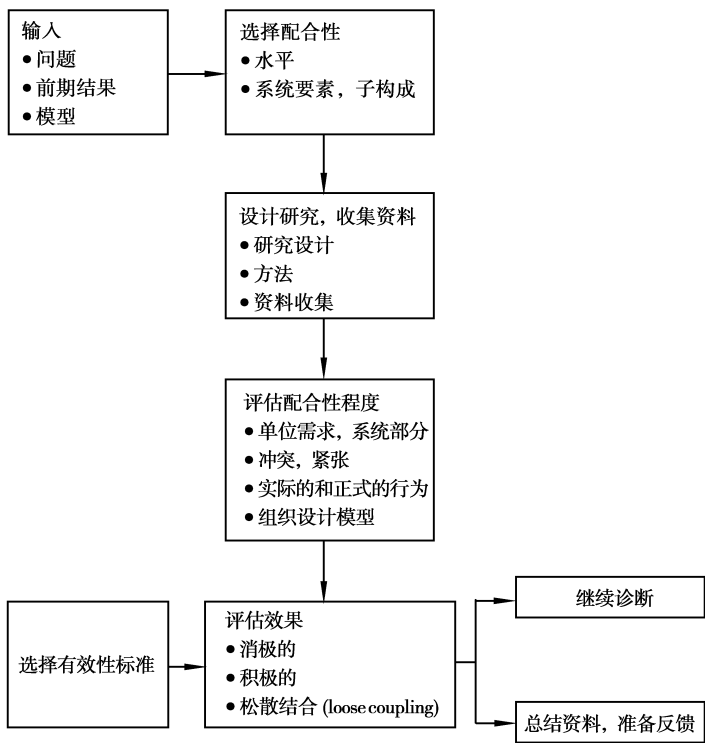 输入
● 问题
● 前期结果
● 模型
选择配合性
● 水平
● 系统要素，子构成
设计研究，收集资料
● 研究设计
● 方法
● 资料收集
评估配合性程度
● 单位需求，系统部分
● 冲突，紧张
● 实际的和正式的行为
● 组织设计模型
选择有效性标准
评估效果
● 消极的
● 积极的
● 松散结合 (loose coupling)
继续诊断
总结资料，准备反馈